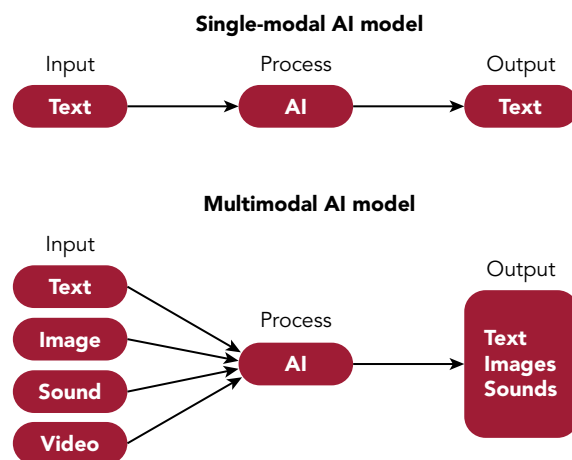 Single-modal AI model
Input
Process
Output
Text
AI
Text
Multimodal AI model
Input
Text
Image
Sound
Video
Process
AI
Output
Text
Images
Sounds